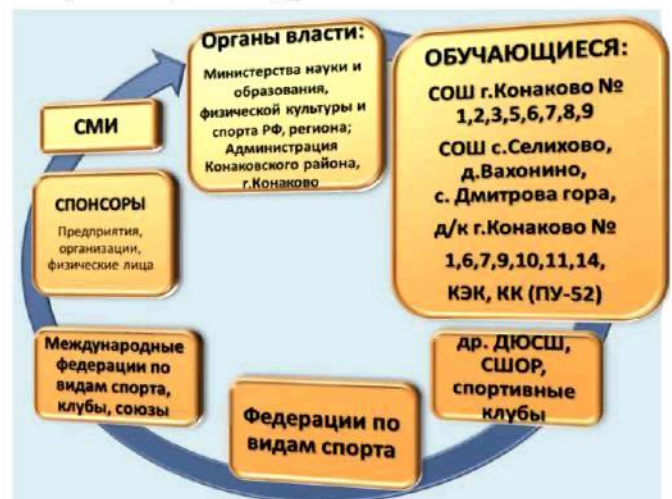 Органы власти:
Министерства науки и
образования,
физической культуры и
спорта РФ, региона;
Администрация
Конаковского района,
г.Конаково
ОБУЧАЮЩИЕСЯ:
СОШ г.Конаково №
1,2,3,5,6,7,8,9
СОШ с.Селихово,
д.Вахонино,
с. Дмитрова гора,
д/к г.Конаково №
1,6,7,9,10,11,14,
КЭК, КК (ПУ-52)
др. ДЮСШ,
СШОР,
спортивные
клубы
Федерации по
видам спорта
Международные
федерации по
видам спорта,
клубы, союзы
СПОНСОРЫ
Предприятия,
организации,
физические лица
СМИ